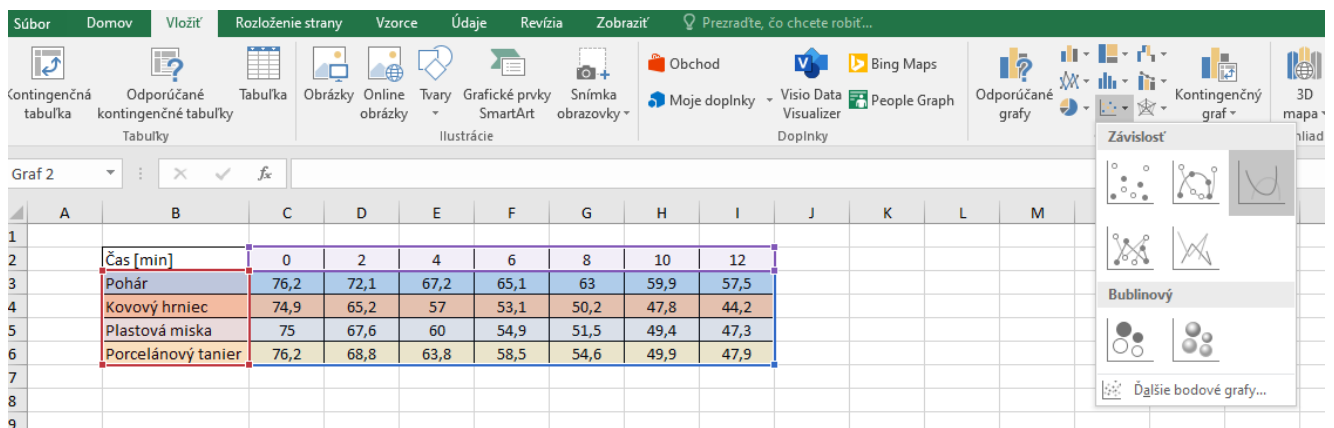 Súbor Domov Vložiť Rozloženie strany Vzorce Údaje Revízia Zobraziť Prezraďte, čo chcete robiť...
Kontingenčná tabuľka
Odporúčané kontingenčné tabuľky
Tabuľka
Obrázky
Online obrázky
Tvary
Grafické prvky SmartArt
Snímka obrazovky
Obchod
Moje doplnky
Visio Data Visualizer
Bing Maps
People Graph
Odporúčané grafy
Kontingenčný graf
3D mapa
Tabuľky Ilustrácie Doplnky
Závislosť
Graf 2 fx
A B C D E F G H I J K L M
1
2 Čas [min] 0 2 4 6 8 10 12
3 Pohár 76,2 72,1 67,2 65,1 63 59,9 57,5
4 Kovový hrniec 74,9 65,2 57 53,1 50,2 47,8 44,2
5 Plastová miska 75 67,6 60 54,9 51,5 49,4 47,3
6 Porcelánový tanier 76,2 68,8 63,8 58,5 54,6 49,9 47,9
7
8
9
Bublinový
Ďalšie bodové grafy...